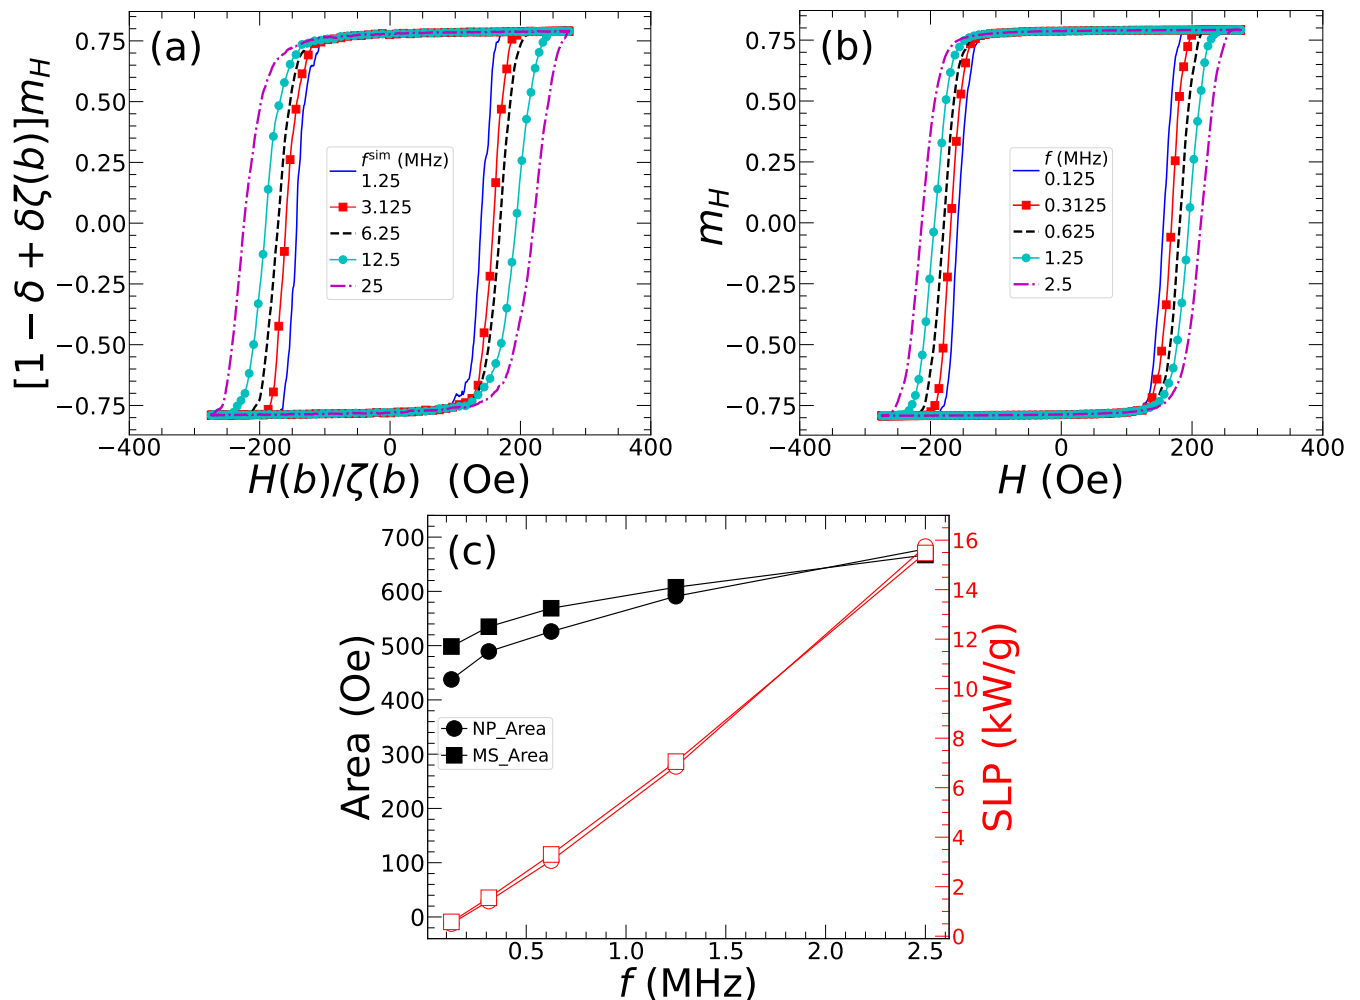 (a)
[1 − δ + δζ(b)]m_H
0.75
0.50
0.25
0.00
−0.25
−0.50
−0.75
f^sim (MHz)
1.25
3.125
6.25
12.5
25
−400 −200 0 200 400
H(b)/ζ(b) (Oe)
(b)
m_H
0.75
0.50
0.25
0.00
−0.25
−0.50
−0.75
f (MHz)
0.125
0.3125
0.625
1.25
2.5
−400 −200 0 200 400
H (Oe)
(c)
Area (Oe)
700
600
500
400
300
200
100
0
NP_Area
MS_Area
16
14
12
10
8
6
4
2
0
SLP (kW/g)
0.5 1.0 1.5 2.0 2.5
f (MHz)